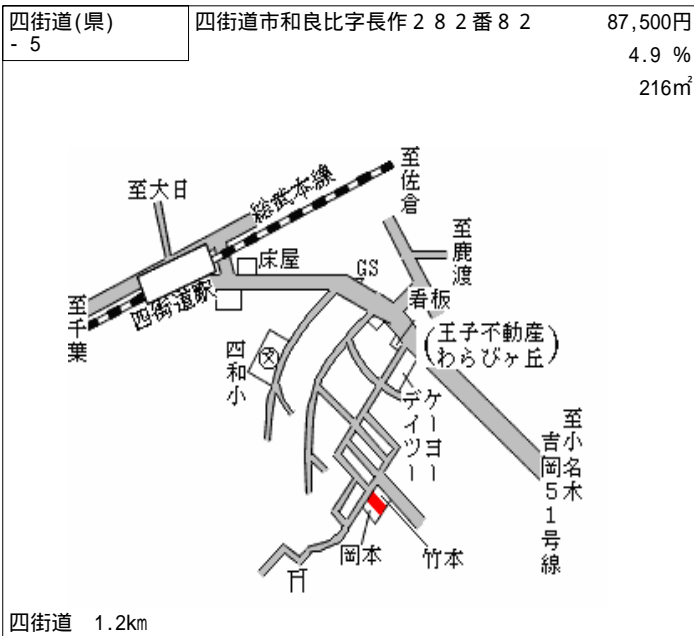 四街道(県)
- 5
四街道市和良比字長作２８２番８２
87,500円
4.9 %
216㎡
至佐倉
至大日
総武本線
至鹿渡
床屋
GS
看板
四街道駅
至千葉
(王子不動産
わらびヶ丘)
四和小
文
ケーヨー
デイツー
至小名木
吉岡51号線
岡本
竹本
四街道 1.2km